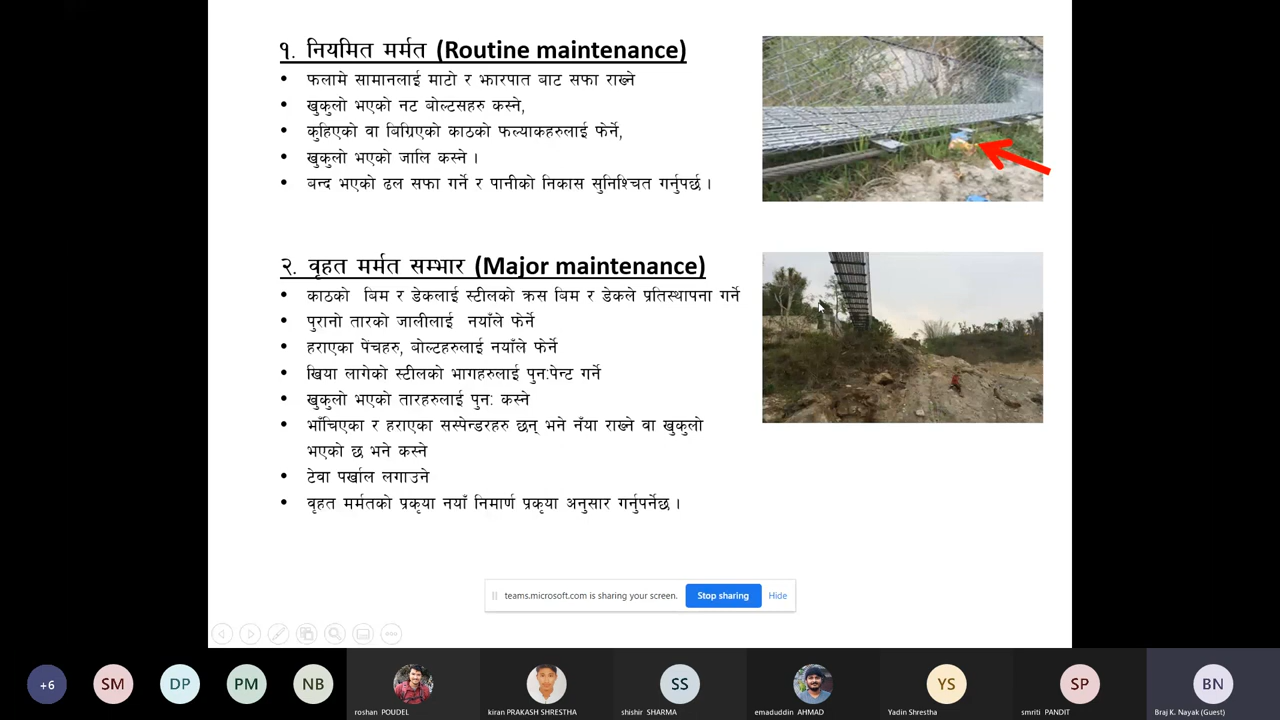 १. नियमित मर्मत (Routine maintenance)
• फलामे सामानलाई माटो र झारपात बाट सफा राख्ने
• खुकुलो भएको नट बोल्टसहरु कस्ने,
• कुहिएको वा बिग्रिएको काठको फल्याकहरुलाई फेर्ने,
• खुकुलो भएको जालि कस्ने ।
• बन्द भएको ढल सफा गर्ने र पानीको निकास सुनिश्चित गर्नुपर्छ ।
२. वृहत मर्मत सम्भार (Major maintenance)
• काठको बिम र डेकलाई स्टीलको क्रस बिम र डेकले प्रतिस्थापना गर्ने
• पुरानो तारको जालीलाई नयाँले फेर्ने
• हराएका पेंचहरु, बोल्टहरुलाई नयाँले फेर्ने
• खिया लागेको स्टीलको भागहरुलाई पुन:पेन्ट गर्ने
• खुकुलो भएको तारहरुलाई पुन: कस्ने
• भाँचिएका र हराएका सस्पेन्डरहरु छन् भने नँया राख्ने वा खुकुलो
भएको छ भने कस्ने
• टेवा पर्खाल लगाउने
• वृहत मर्मतको प्रकृया नयाँ निमार्ण प्रकृया अनुसार गर्नुपर्नेछ ।
teams.microsoft.com is sharing your screen. Stop sharing Hide
+6 SM DP PM NB SS YS SP BN
roshan POUDEL kiran PRAKASH SHRESTHA shishir SHARMA emaduddin AHMAD Yadin Shrestha smriti PANDIT Braj K. Nayak (Guest)